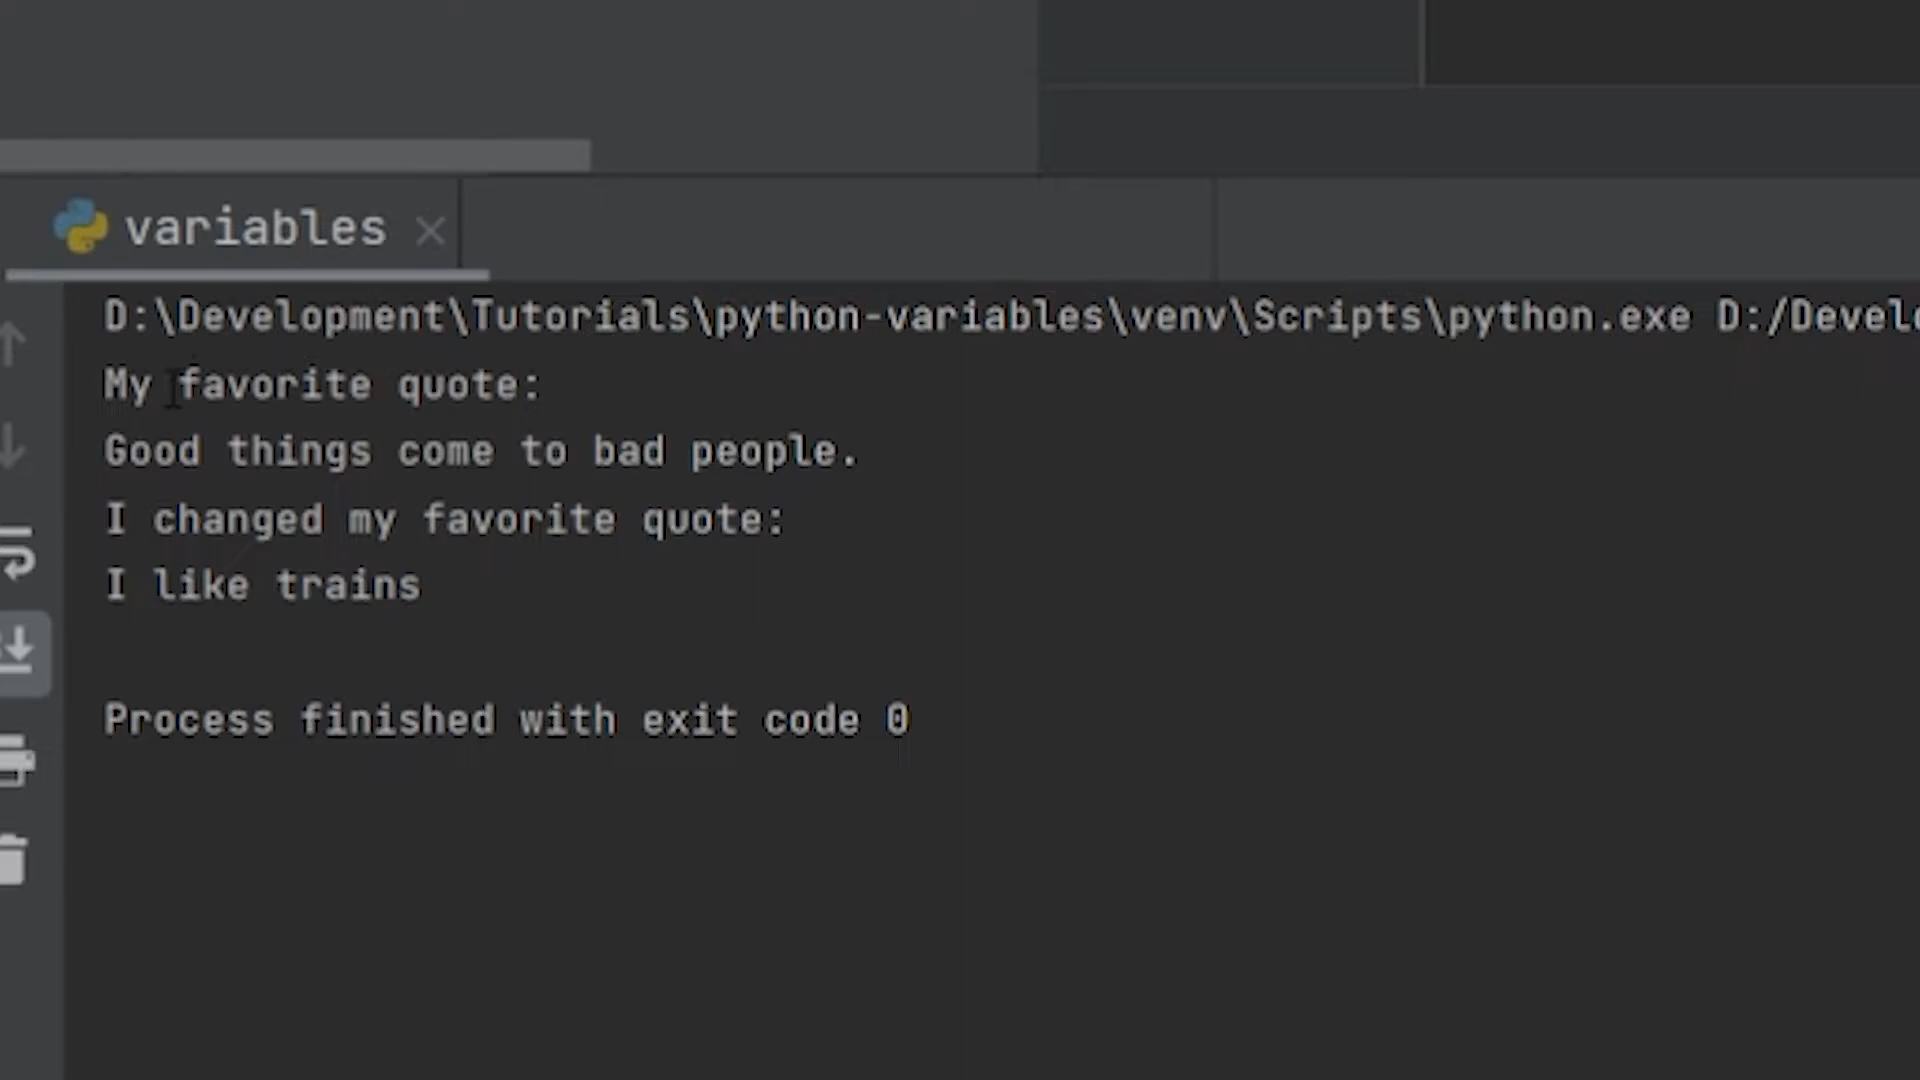 variables
D:\Development\Tutorials\python-variables\venv\Scripts\python.exe D:/Develo
My favorite quote:
Good things come to bad people.
I changed my favorite quote:
I like trains
Process finished with exit code 0